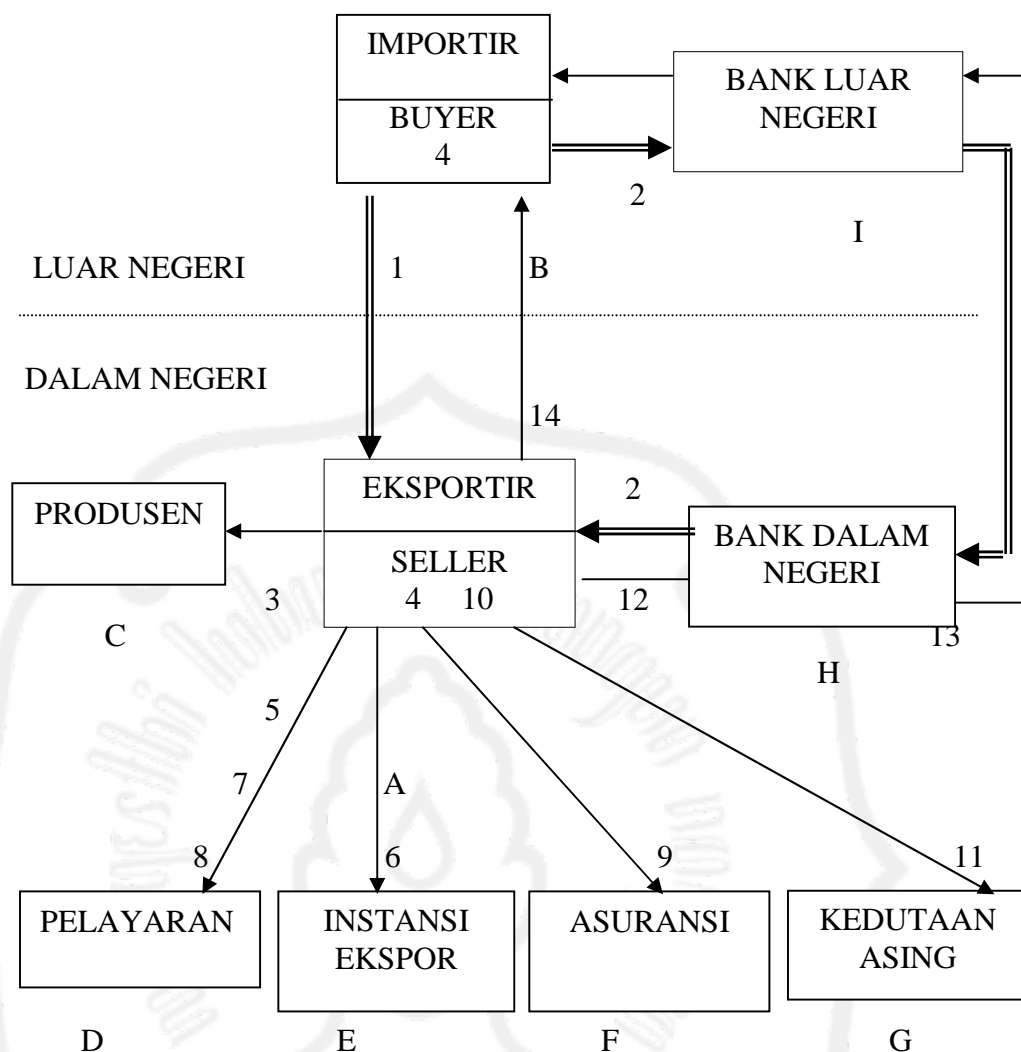 IMPORTIR
BANK LUAR
NEGERI
BUYER
4
2
I
LUAR NEGERI
1
B
DALAM NEGERI
14
EKSPORTIR
2
PRODUSEN
BANK DALAM
NEGERI
SELLER
3
4 10
12
13
C
H
5
7
A
8
6
9
11
PELAYARAN
INSTANSI
EKSPOR
ASURANSI
KEDUTAAN
ASING
D
E
F
G